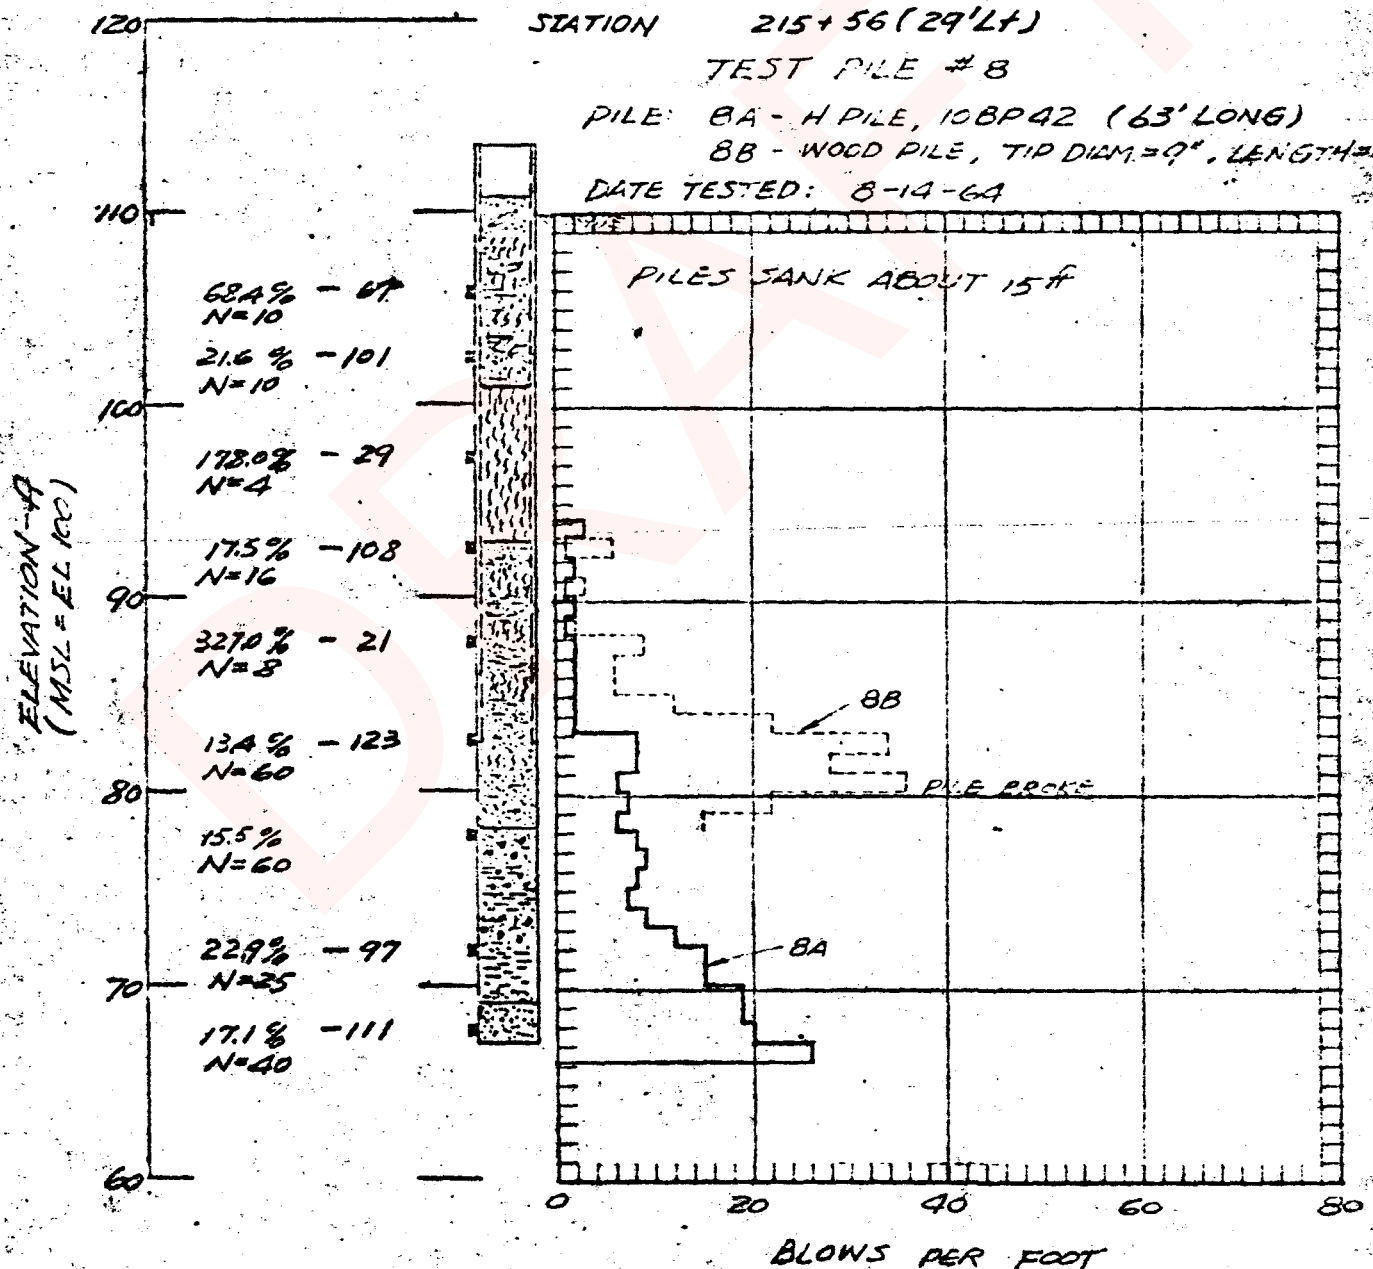 STATION 215+56 (29'Lt)
TEST PILE #8
PILE: 8A - H PILE, 10BP42 (63' LONG)
8B - WOOD PILE, TIP DIAM.=9", LENGTH=
DATE TESTED: 8-14-64
120
110
100
90
80
70
60
ELEVATION-ft
(MSL = EL 100)
68.4% -
N=10
21.6% - 101
N=10
178.0% - 29
N=4
17.5% - 108
N=16
327.0% - 21
N=8
13.4% - 123
N=60
15.5%
N=60
22.9% - 97
N=25
17.1% - 111
N=40
PILES SANK ABOUT 15 ft
8B
PILE BROKE
8A
0 20 40 60 80
BLOWS PER FOOT
DRAFT